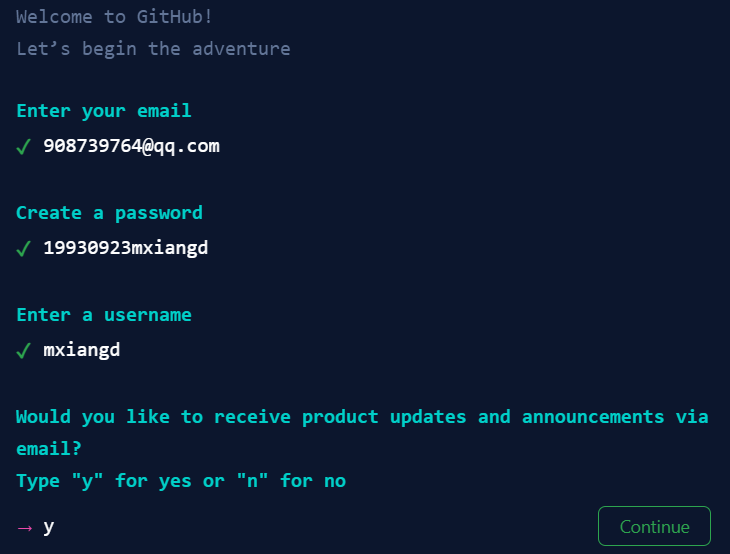 Welcome to GitHub!
Let’s begin the adventure
Enter your email
✓ 908739764@qq.com
Create a password
✓ 19930923mxiangd
Enter a username
✓ mxiangd
Would you like to receive product updates and announcements via
email?
Type "y" for yes or "n" for no
→ y
Continue